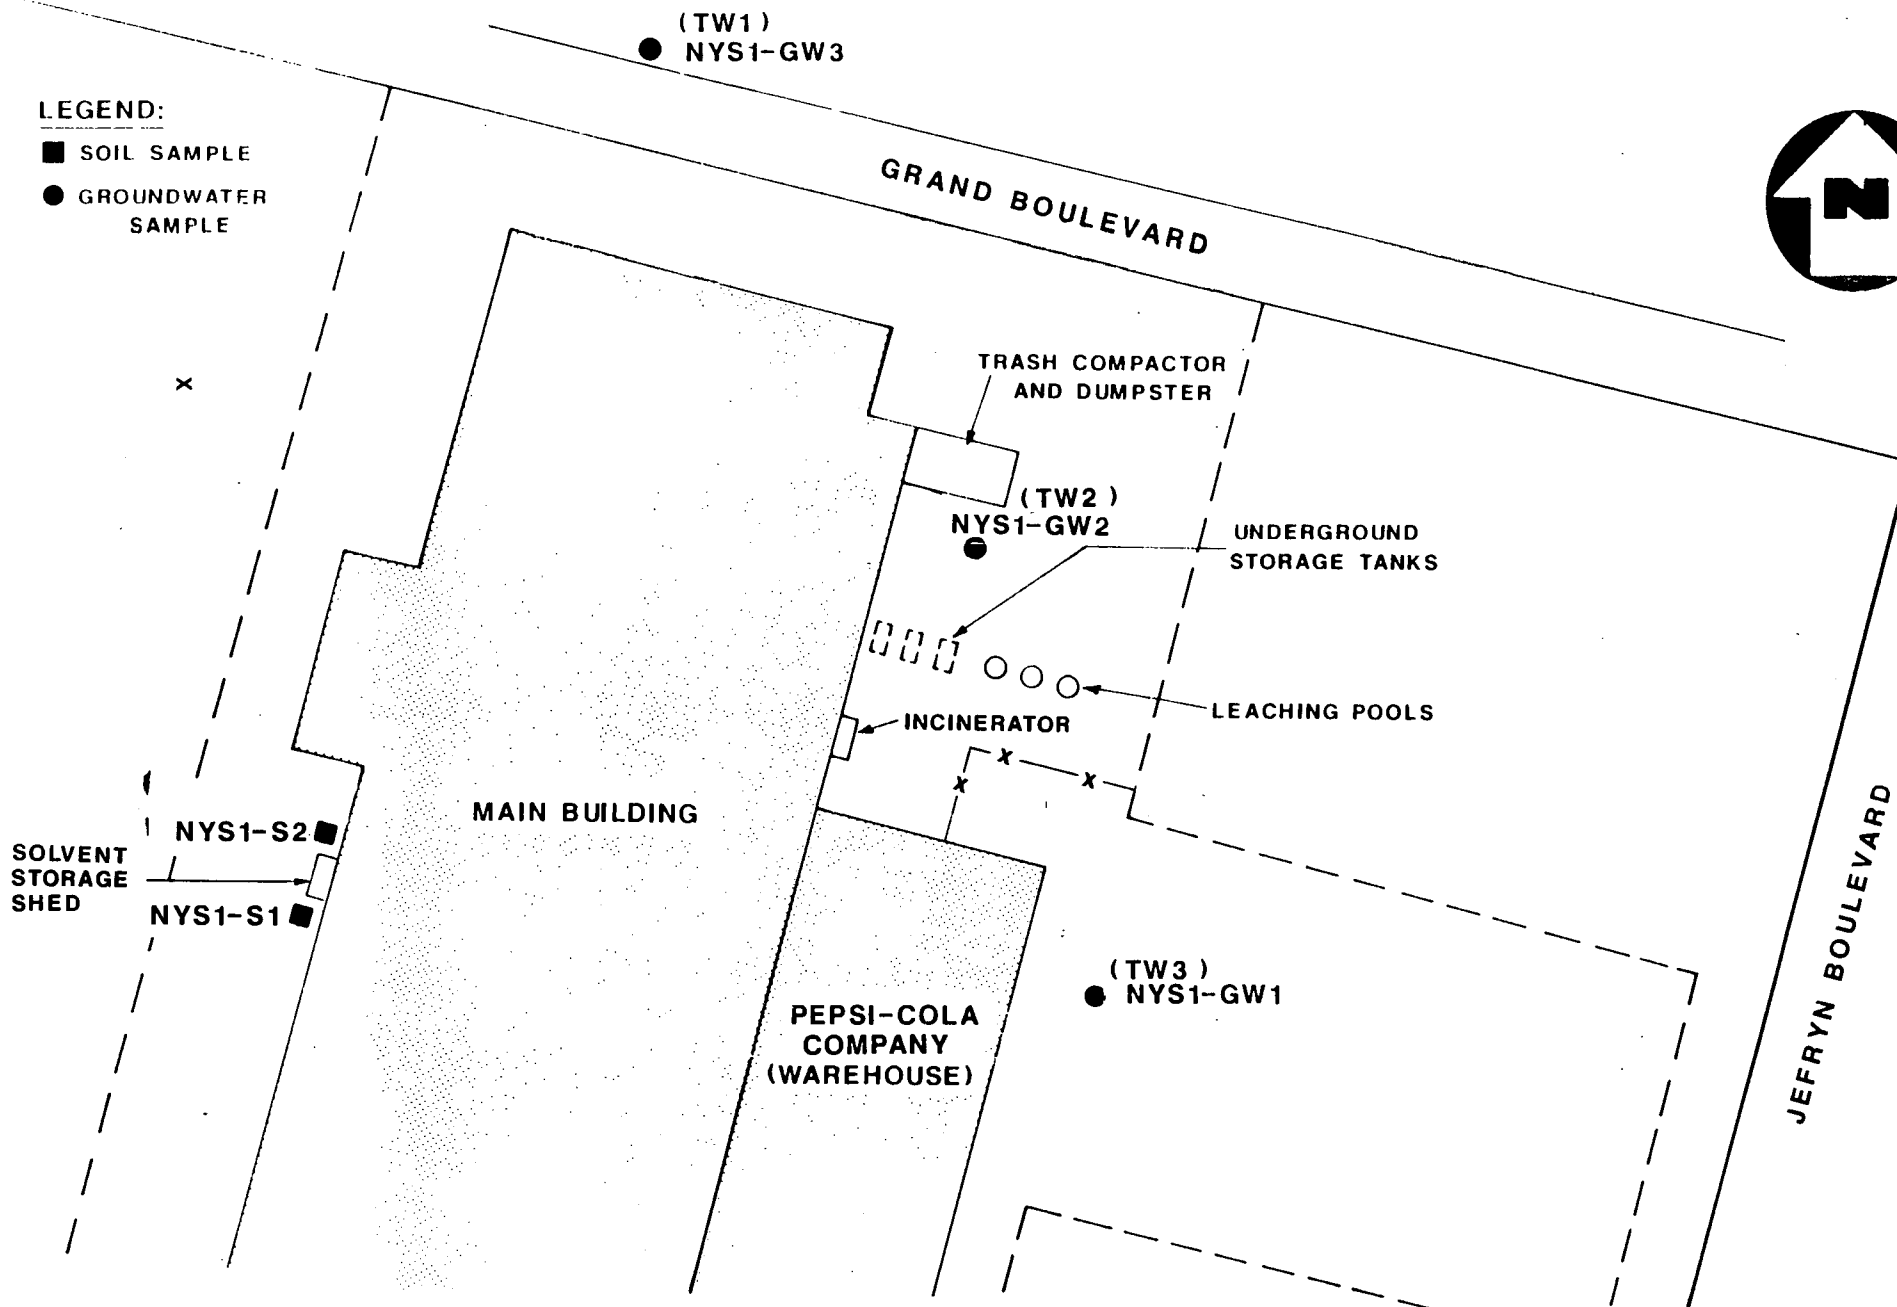 (TW1)
NYS1-GW3
LEGEND:
SOIL SAMPLE
GROUNDWATER
SAMPLE
GRAND BOULEVARD
N
TRASH COMPACTOR
AND DUMPSTER
(TW2)
NYS1-GW2
UNDERGROUND
STORAGE TANKS
LEACHING POOLS
INCINERATOR
MAIN BUILDING
NYS1-S2
SOLVENT
STORAGE
SHED
NYS1-S1
(TW3)
NYS1-GW1
PEPSI-COLA
COMPANY
(WAREHOUSE)
JEFRYN BOULEVARD